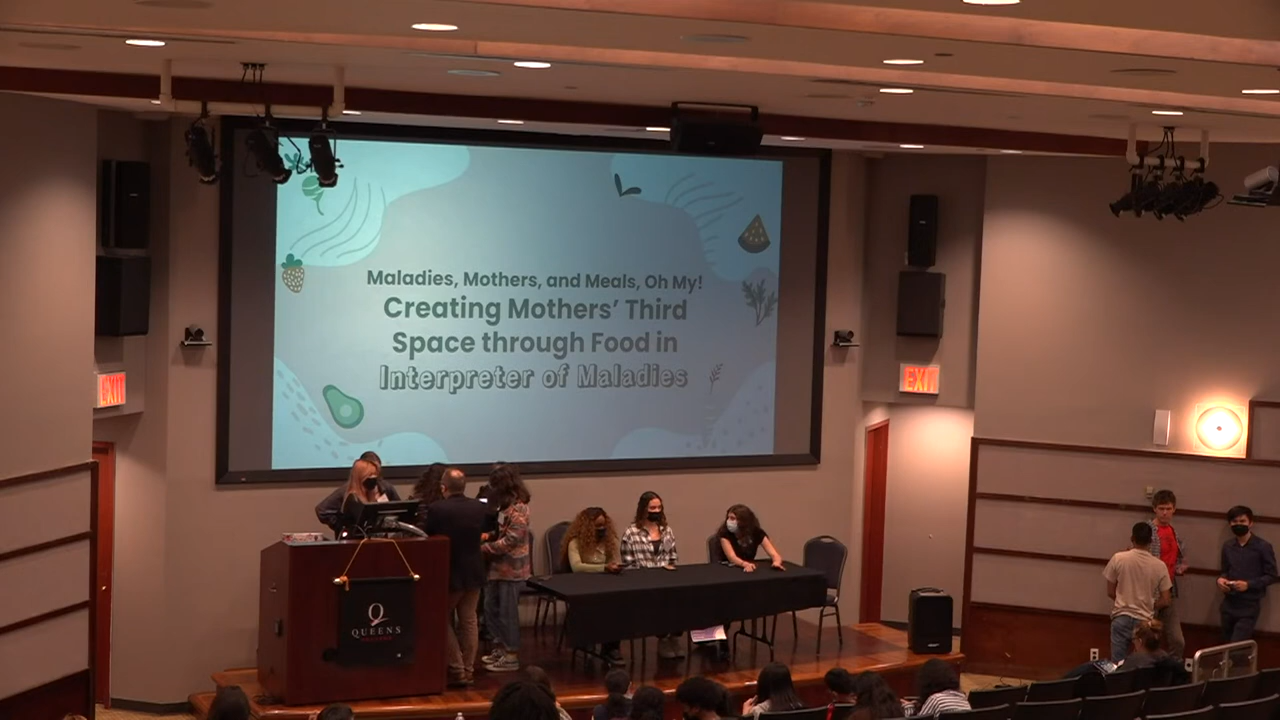 Maladies, Mothers, and Meals, Oh My!
Creating Mothers' Third
Space through Food in
Interpreter of Maladies
EXIT
EXIT
Q
QUEENS